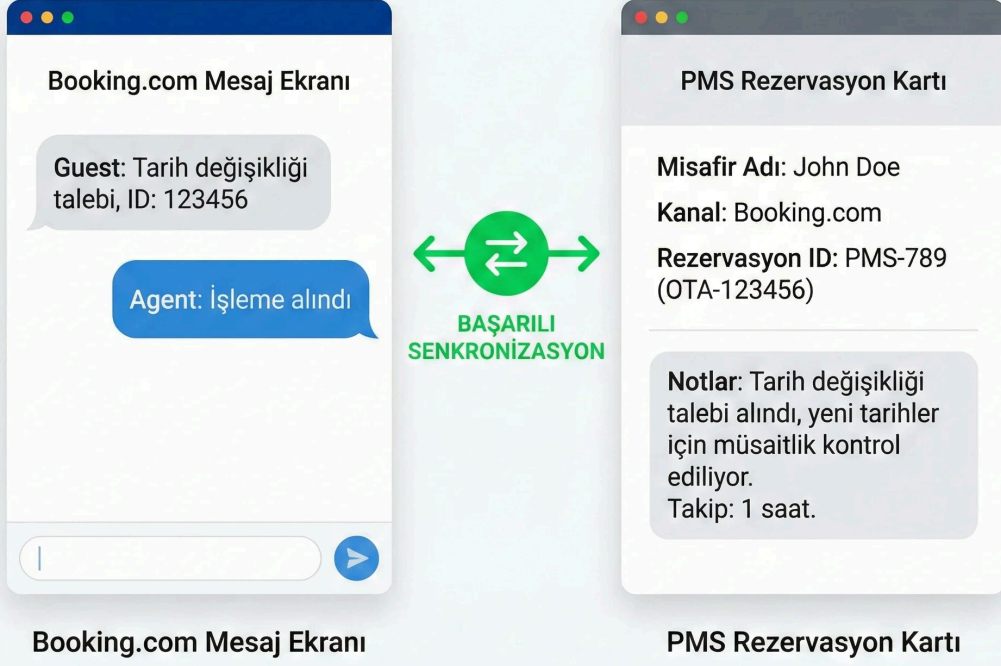 Booking.com Mesaj Ekranı
Guest: Tarih değişikliği
talebi, ID: 123456
Agent: İşleme alındı
Booking.com Mesaj Ekranı
BAŞARILI
SENKRONİZASYON
PMS Rezervasyon Kartı
Misafir Adı: John Doe
Kanal: Booking.com
Rezervasyon ID: PMS-789
(OTA-123456)
Notlar: Tarih değişikliği
talebi alındı, yeni tarihler
için müsaitlik kontrol
ediliyor.
Takip: 1 saat.
PMS Rezervasyon Kartı